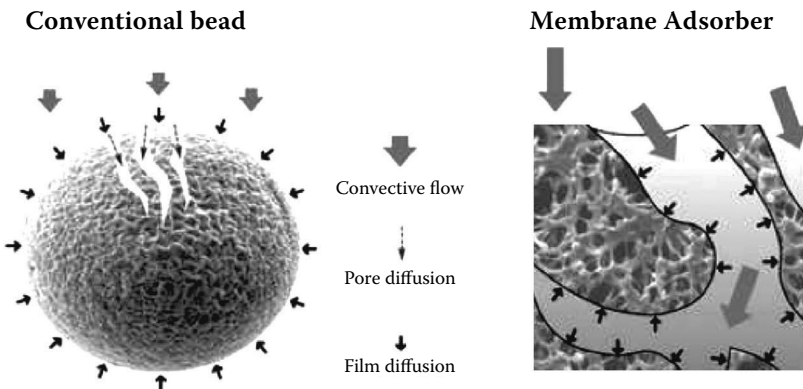 Conventional bead
Membrane Adsorber
Convective flow
Pore diffusion
Film diffusion